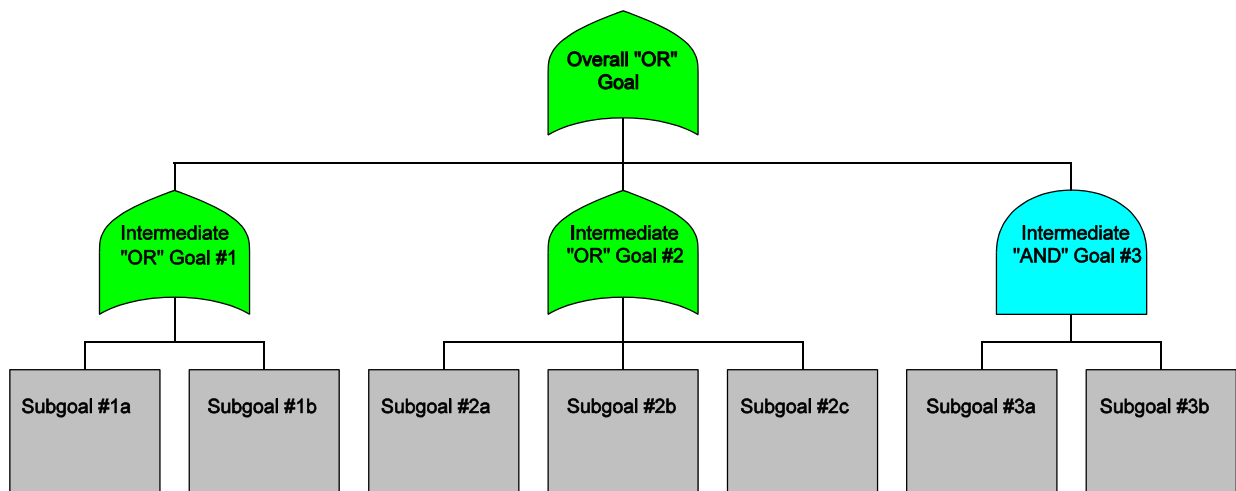 Overall "OR"
Goal
Intermediate
"OR" Goal #1
Intermediate
"OR" Goal #2
Intermediate
"AND" Goal #3
Subgoal #1a
Subgoal #1b
Subgoal #2a
Subgoal #2b
Subgoal #2c
Subgoal #3a
Subgoal #3b